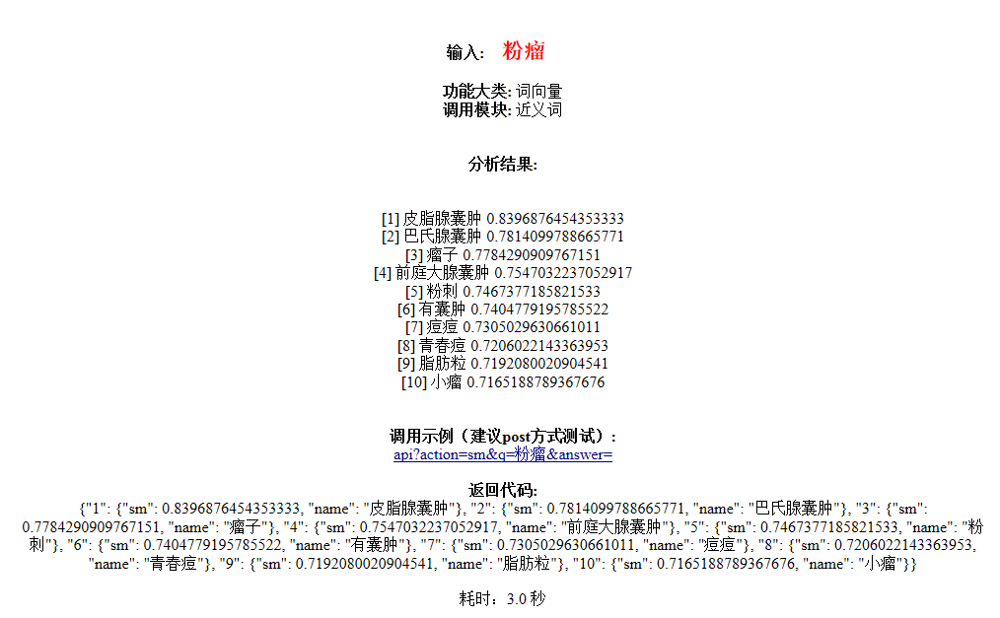 输入: 粉瘤
功能大类: 词向量
调用模块: 近义词
分析结果:
[1] 皮脂腺囊肿 0.8396876454353333
[2] 巴氏腺囊肿 0.7814099788665771
[3] 瘤子 0.7784290909767151
[4] 前庭大腺囊肿 0.7547032237052917
[5] 粉刺 0.7467377185821533
[6] 有囊肿 0.7404779195785522
[7] 痘痘 0.7305029630661011
[8] 青春痘 0.7206022143363953
[9] 脂肪粒 0.7192080020904541
[10] 小瘤 0.7165188789367676
调用示例（建议post方式测试）:
api?action=sm&q=粉瘤&answer=
返回代码:
{"1": {"sm": 0.8396876454353333, "name": "皮脂腺囊肿"}, "2": {"sm": 0.7814099788665771, "name": "巴氏腺囊肿"}, "3": {"sm":
0.7784290909767151, "name": "瘤子"}, "4": {"sm": 0.7547032237052917, "name": "前庭大腺囊肿"}, "5": {"sm": 0.7467377185821533, "name": "粉
刺"}, "6": {"sm": 0.7404779195785522, "name": "有囊肿"}, "7": {"sm": 0.7305029630661011, "name": "痘痘"}, "8": {"sm": 0.7206022143363953,
"name": "青春痘"}, "9": {"sm": 0.7192080020904541, "name": "脂肪粒"}, "10": {"sm": 0.7165188789367676, "name": "小瘤"}}
耗时：3.0 秒